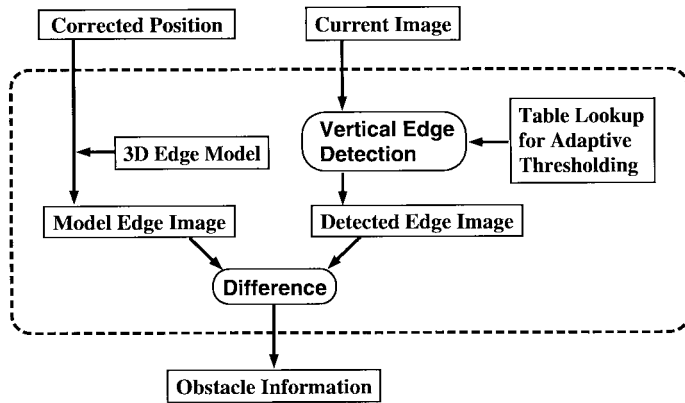 Corrected Position
Current Image
Vertical Edge
Detection
Table Lookup
for Adaptive
Thresholding
3D Edge Model
Model Edge Image
Detected Edge Image
Difference
Obstacle Information